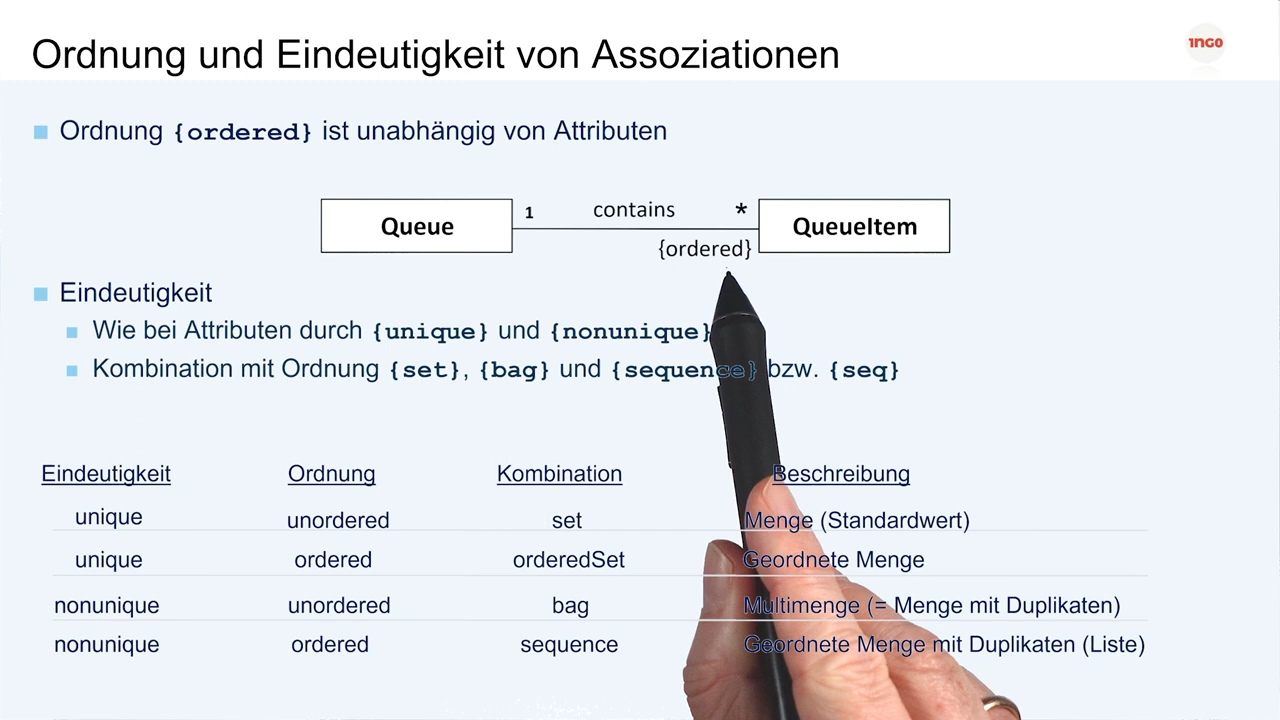 Ordnung und Eindeutigkeit von Assoziationen
1NGO
Ordnung {ordered} ist unabhängig von Attributen
1 contains *
Queue QueueItem
{ordered}
Eindeutigkeit
Wie bei Attributen durch {unique} und {nonunique}
Kombination mit Ordnung {set}, {bag} und {sequence} bzw. {seq}
Eindeutigkeit Ordnung Kombination Beschreibung
unique unordered set Menge (Standardwert)
unique ordered orderedSet Geordnete Menge
nonunique unordered bag Multimenge (= Menge mit Duplikaten)
nonunique ordered sequence Geordnete Menge mit Duplikaten (Liste)